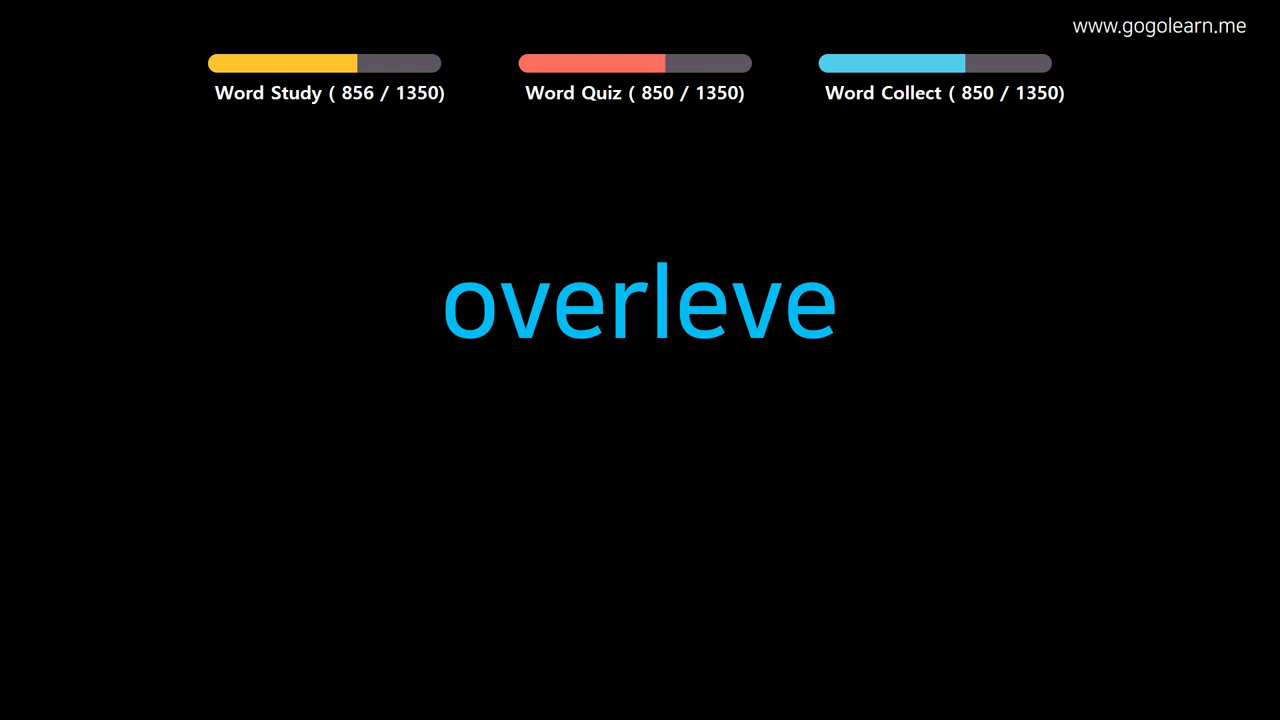 www.gogolearn.me
Word Study ( 856 / 1350)
Word Quiz ( 850 / 1350)
Word Collect ( 850 / 1350)
overleve